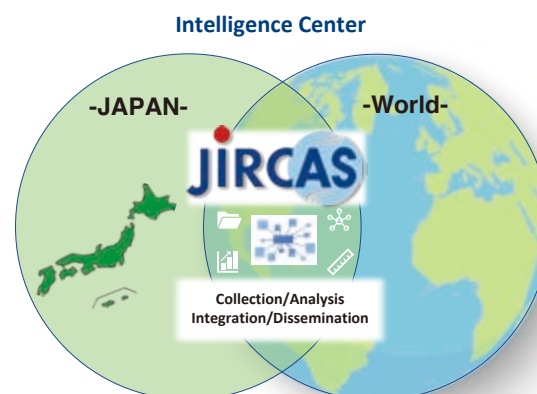 Intelligence Center
-JAPAN-
-World-
JIRCAS
Collection/Analysis
Integration/Dissemination